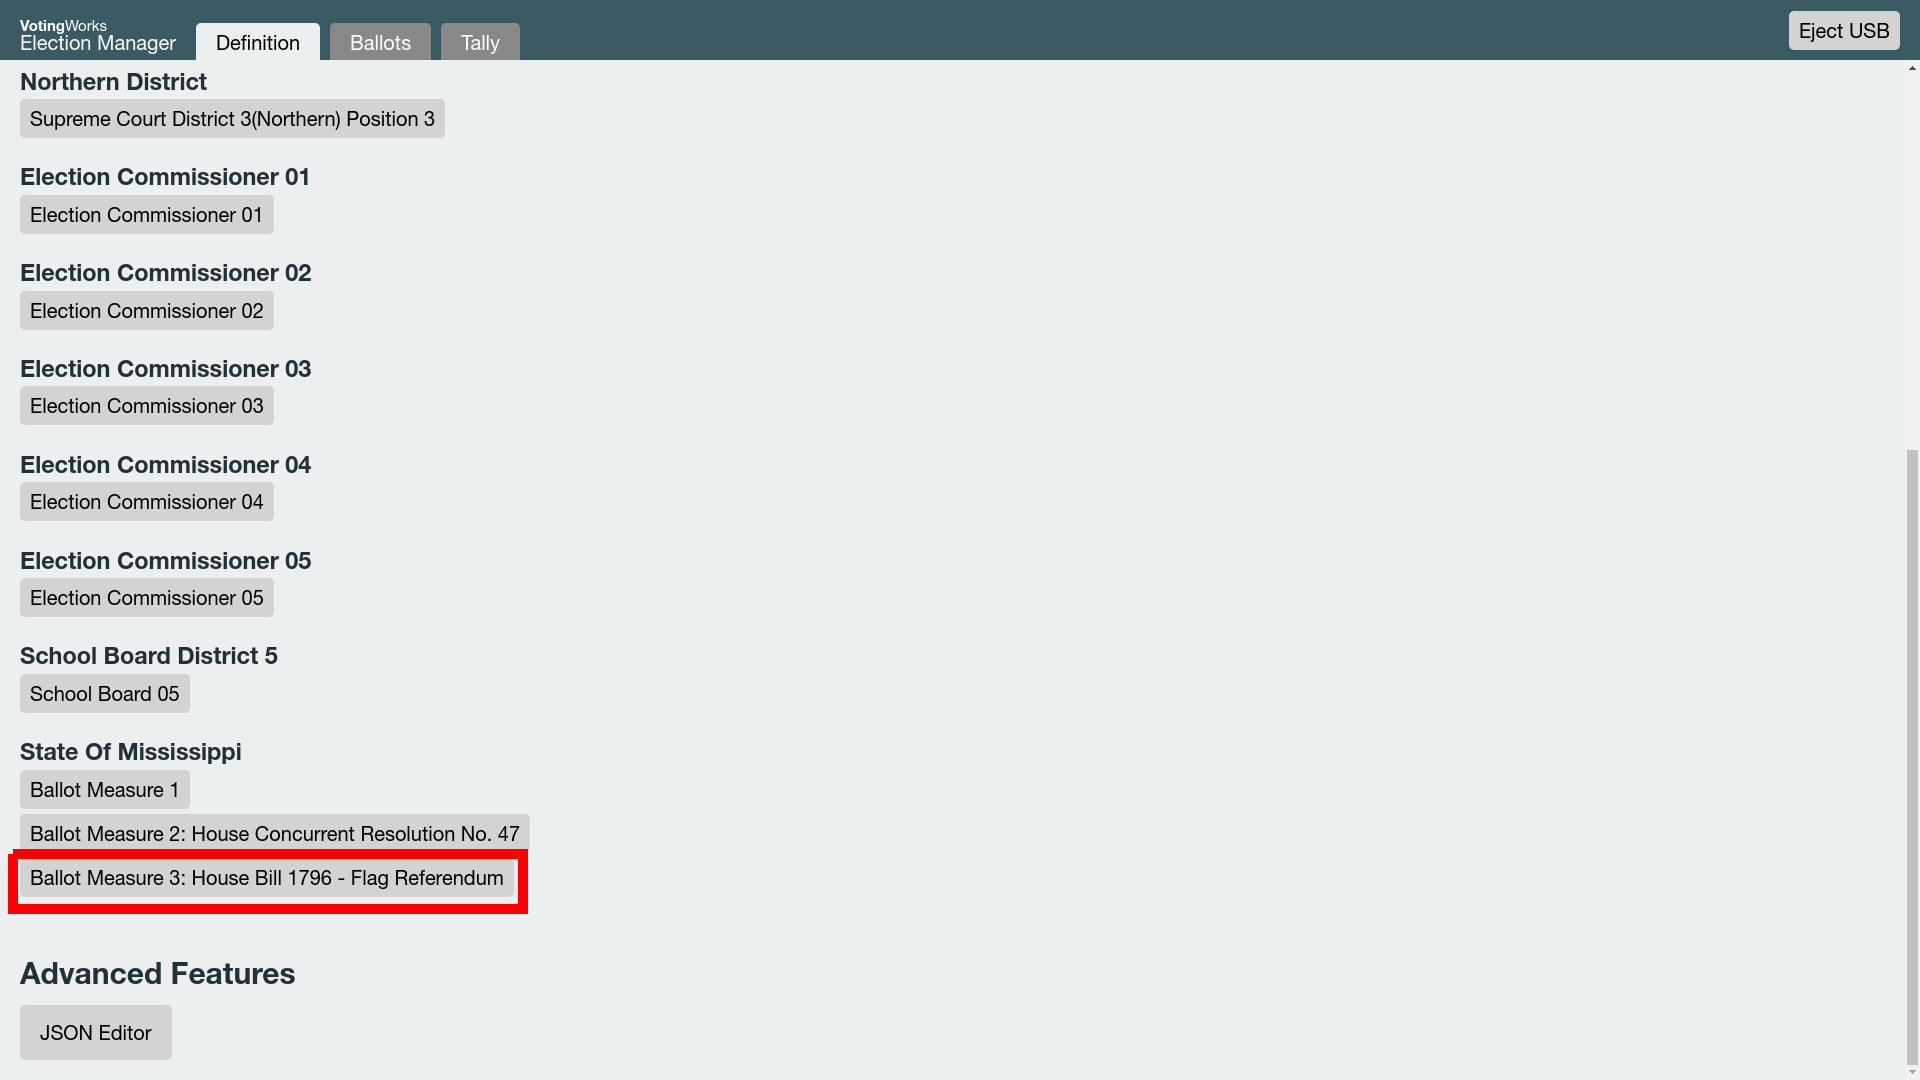 VotingWorks
Election Manager
Definition
Ballots
Tally
Eject USB
Northern District
Supreme Court District 3(Northern) Position 3
Election Commissioner 01
Election Commissioner 01
Election Commissioner 02
Election Commissioner 02
Election Commissioner 03
Election Commissioner 03
Election Commissioner 04
Election Commissioner 04
Election Commissioner 05
Election Commissioner 05
School Board District 5
School Board 05
State Of Mississippi
Ballot Measure 1
Ballot Measure 2: House Concurrent Resolution No. 47
Ballot Measure 3: House Bill 1796 - Flag Referendum
Advanced Features
JSON Editor